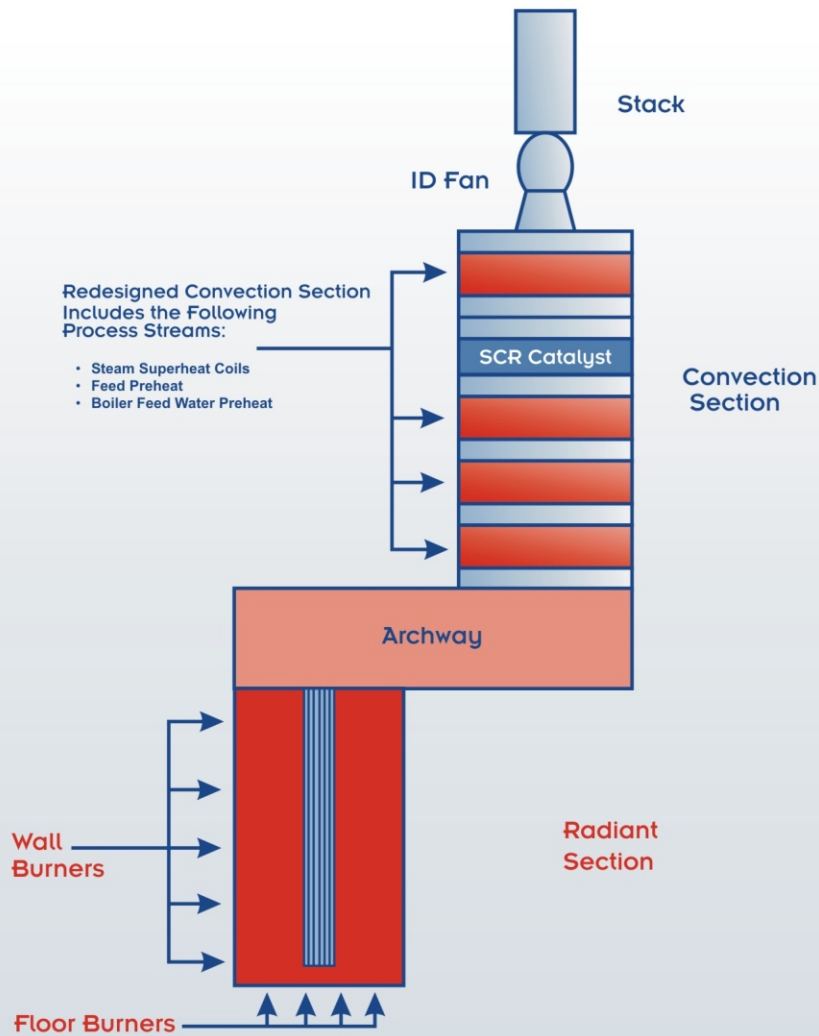 Stack
ID Fan
Redesigned Convection Section
Includes the Following
Process Streams:
• Steam Superheat Coils
• Feed Preheat
• Boiler Feed Water Preheat
SCR Catalyst
Convection
Section
Archway
Wall
Burners
Radiant
Section
Floor Burners